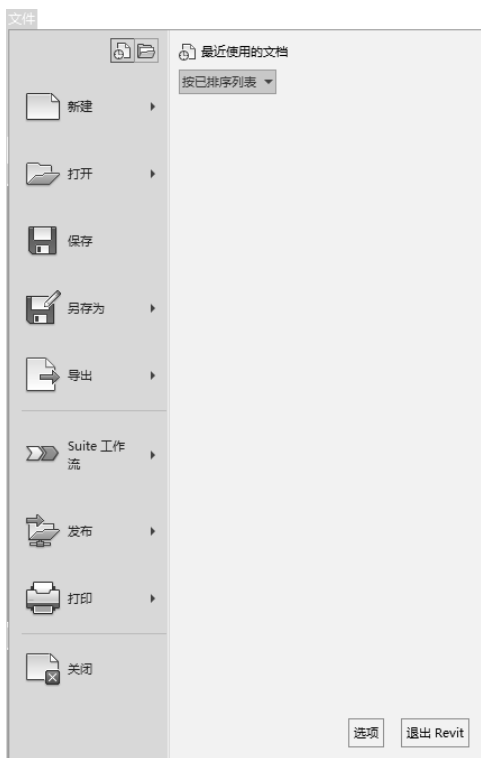 文件
最近使用的文档
按已排序列表
新建
打开
保存
另存为
导出
Suite 工作
流
发布
打印
关闭
选项
退出 Revit